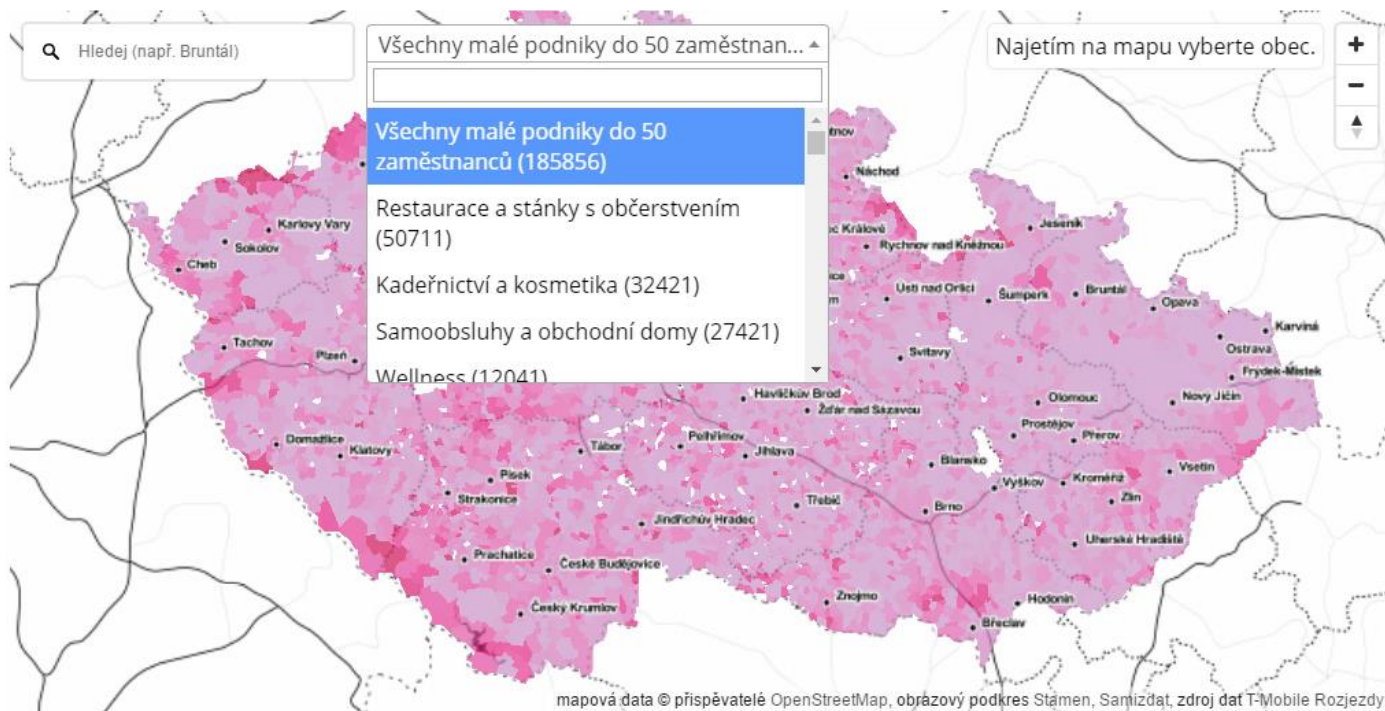 Hledej (např. Bruntál)
Všechny malé podniky do 50 zaměstnan...
Najetím na mapu vyberte obec.
+
−
Všechny malé podniky do 50
zaměstnanců (185856)
Restaurace a stánky s občerstvením
(50711)
Kadeřnictví a kosmetika (32421)
Samoobsluhy a obchodní domy (27421)
Wellness (12041)
Náchod
Karlovy Vary
Sokolov
Cheb
Jeseník
Rychnov nad Kněžnou
Ústí nad Orlicí
Šumperk
Bruntál
Opava
Karviná
Ostrava
Tachov
Plzeň
Svitavy
Frýdek-Místek
Havlíčkův Brod
Žďár nad Sázavou
Olomouc
Nový Jičín
Domažlice
Klatovy
Tábor
Pelhřimov
Jihlava
Prostějov
Přerov
Blansko
Vsetín
Písek
Strakonice
Vyškov
Kroměříž
Zlín
Třebíč
Brno
Jindřichův Hradec
Uherské Hradiště
Prachatice
České Budějovice
Český Krumlov
Znojmo
Hodonín
Břeclav
mapová data © přispěvatelé OpenStreetMap, obrazový podkres Stamen, Samizdat, zdroj dat T-Mobile Rozjezdy